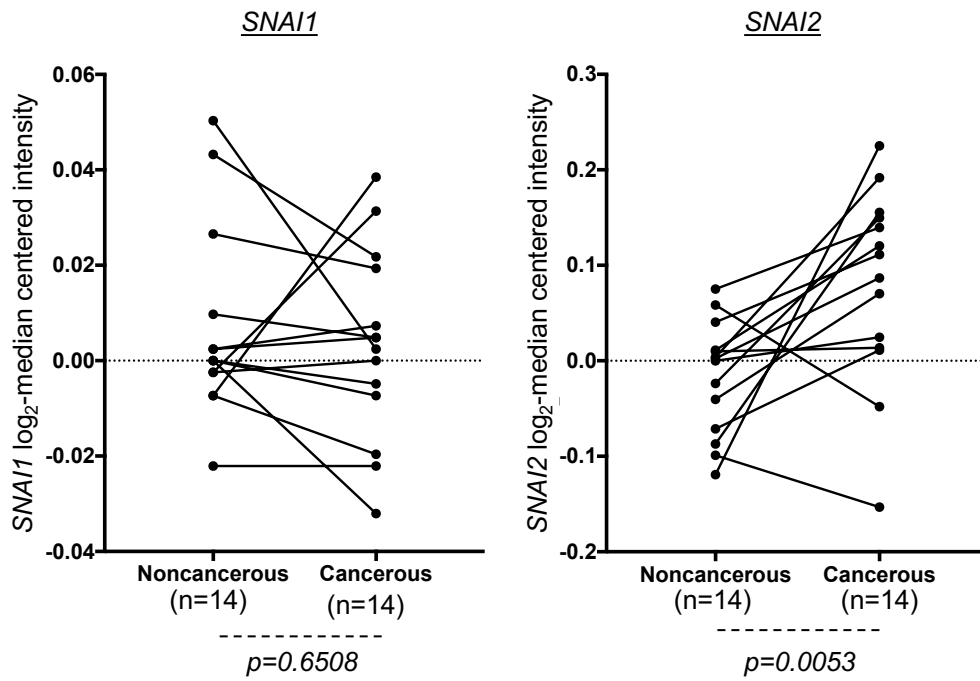 SNAI1
SNAI1 log2-median centered intensity
0.06
0.04
0.02
0.00
-0.02
-0.04
Noncancerous
(n=14)
Cancerous
(n=14)
p=0.6508
SNAI2
SNAI2 log2-median centered intensity
0.3
0.2
0.1
0.0
-0.1
-0.2
Noncancerous
(n=14)
Cancerous
(n=14)
p=0.0053